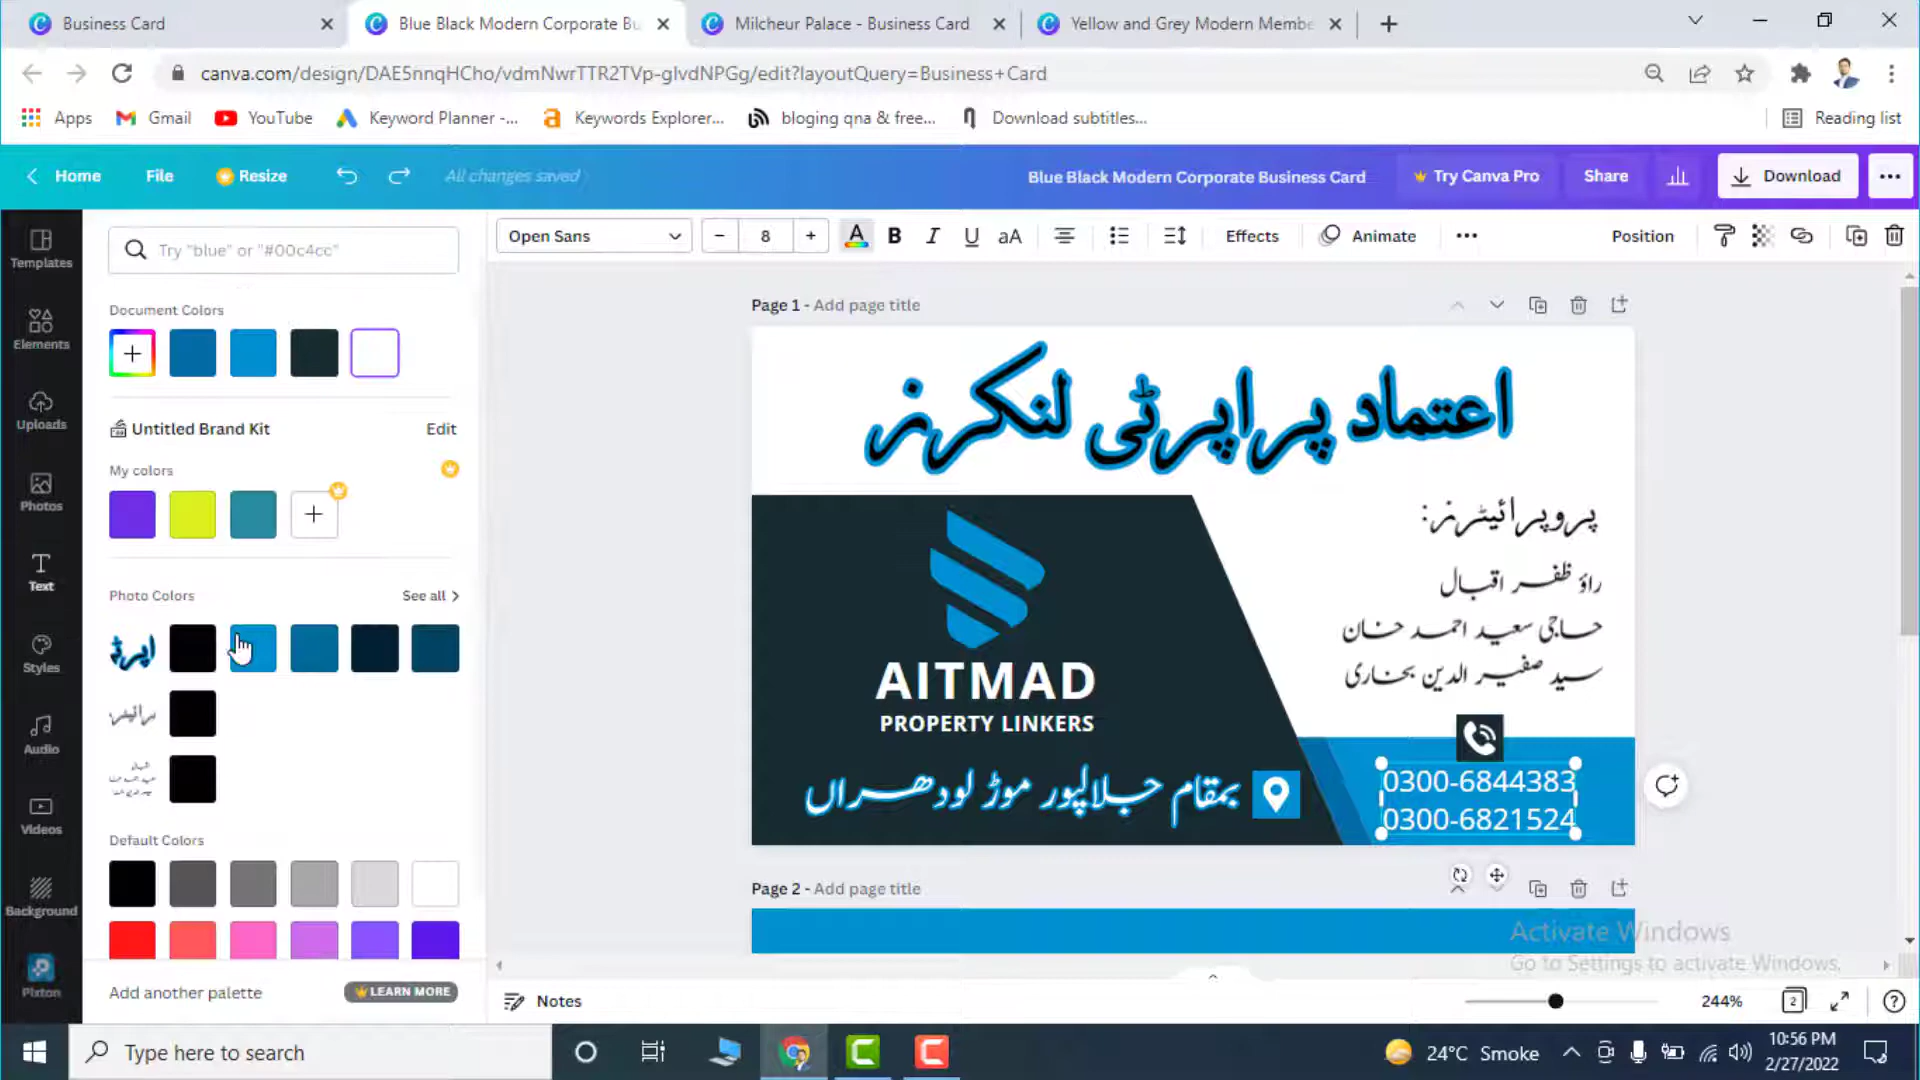 Business Card
Blue Black Modern Corporate Bu
Milcheur Palace - Business Card
Yellow and Grey Modern Membe
canva.com/design/DAE5nnqHCho/vdmNwrTTR2TVp-glvdNPGg/edit?layoutQuery=Business+Card
Apps
Gmail
YouTube
Keyword Planner -...
Keywords Explorer...
bloging qna & free...
Download subtitles...
Reading list
Home
File
Resize
All changes saved
Blue Black Modern Corporate Business Card
Try Canva Pro
Share
Download
Open Sans
8
A
B
I
U
aA
Effects
Animate
Position
Templates
Elements
Uploads
Photos
Text
Styles
Audio
Videos
Background
Pixton
Try "blue" or "#00c4cc"
Document Colors
Untitled Brand Kit
Edit
My colors
Photo Colors
See all
Default Colors
Add another palette
LEARN MORE
Page 1 - Add page title
اعتماد پراپرٹی لنکرنز
پروپرائیٹرنز:
راؤ ظفر اقبال
حاجی سعید احمد خان
سید صفیر الدین بخاری
AITMAD
PROPERTY LINKERS
بمقام جلالپور موڑ لودھراں
0300-6844383
0300-6821524
Page 2 - Add page title
Activate Windows
Go to Settings to activate Windows.
Notes
244%
2
Type here to search
24°C Smoke
10:56 PM
2/27/2022